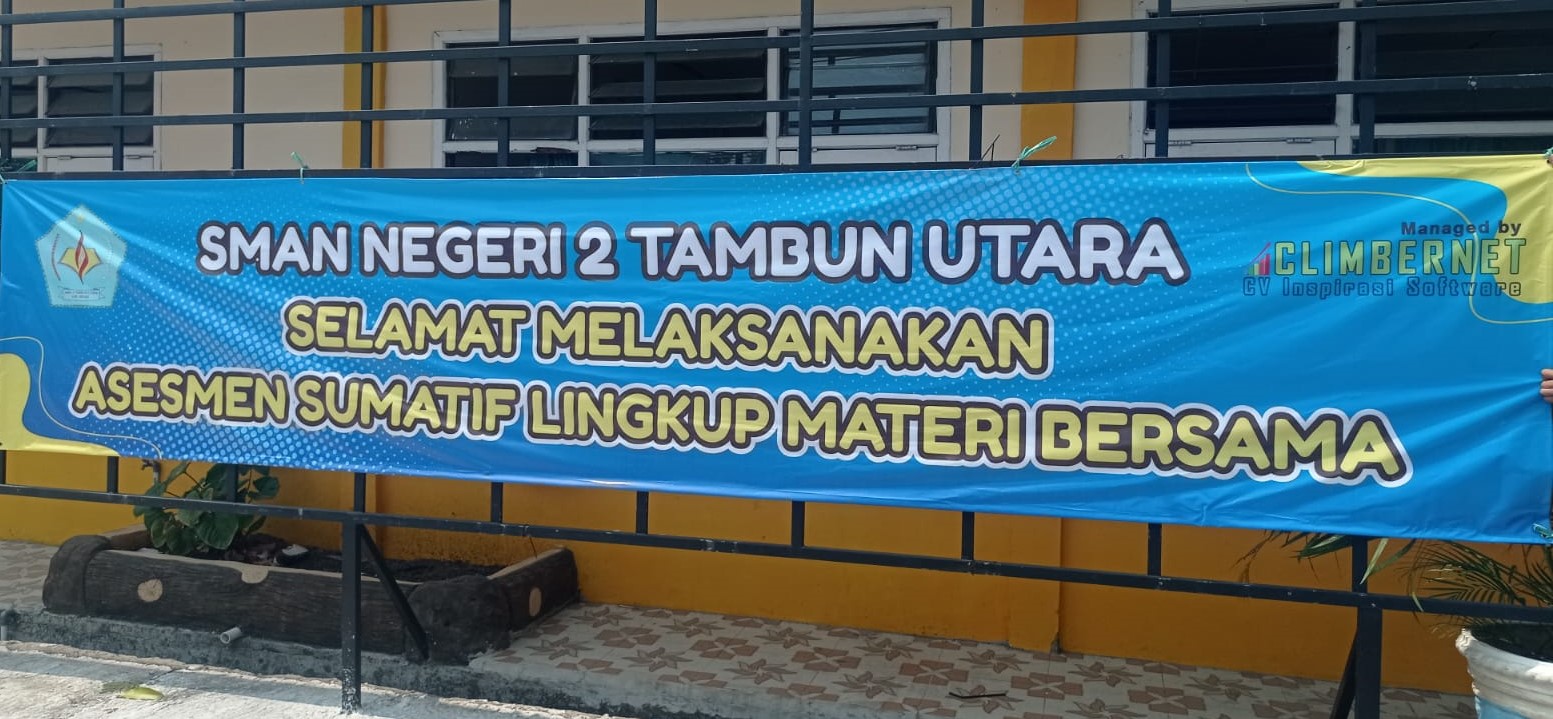 SMAN NEGERI 2 TAMBUN UTARA
SELAMAT MELAKSANAKAN
ASESMEN SUMATIF LINGKUP MATERI BERSAMA
Managed by
CLIMBERNET
CV Inspirasi Software